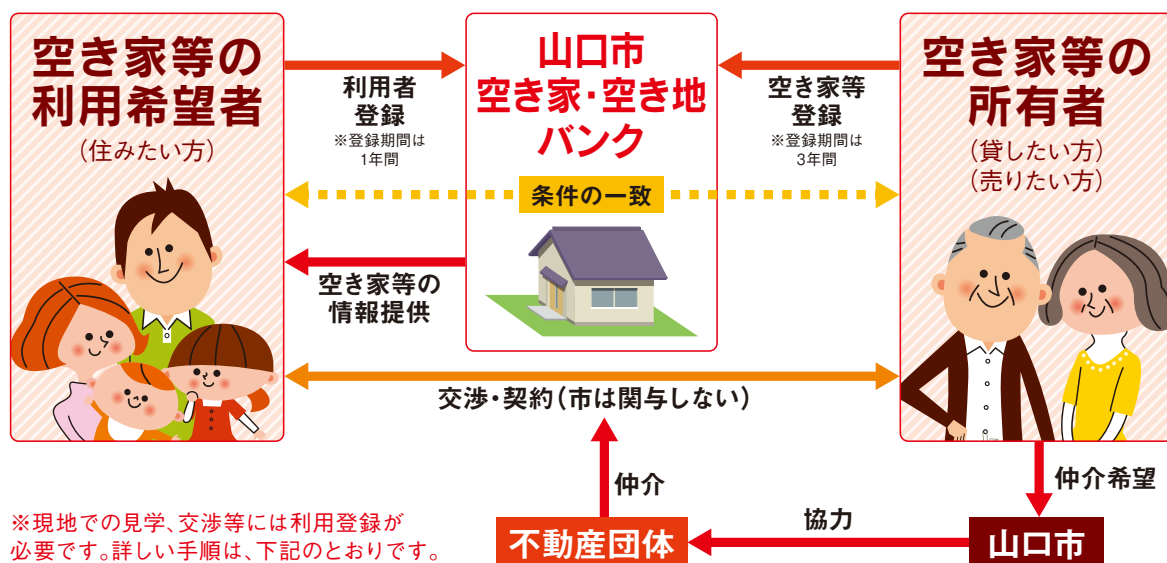 空き家等の
利用希望者
（住みたい方）
利用者
登録
※登録期間は
1年間
山口市
空き家・空き地
バンク
空き家等
登録
※登録期間は
3年間
空き家等の
所有者
（貸したい方）
（売りたい方）
条件の一致
空き家等の
情報提供
交渉・契約（市は関与しない）
仲介
仲介希望
協力
不動産団体
山口市
※現地での見学、交渉等には利用登録が
必要です。詳しい手順は、下記のとおりです。